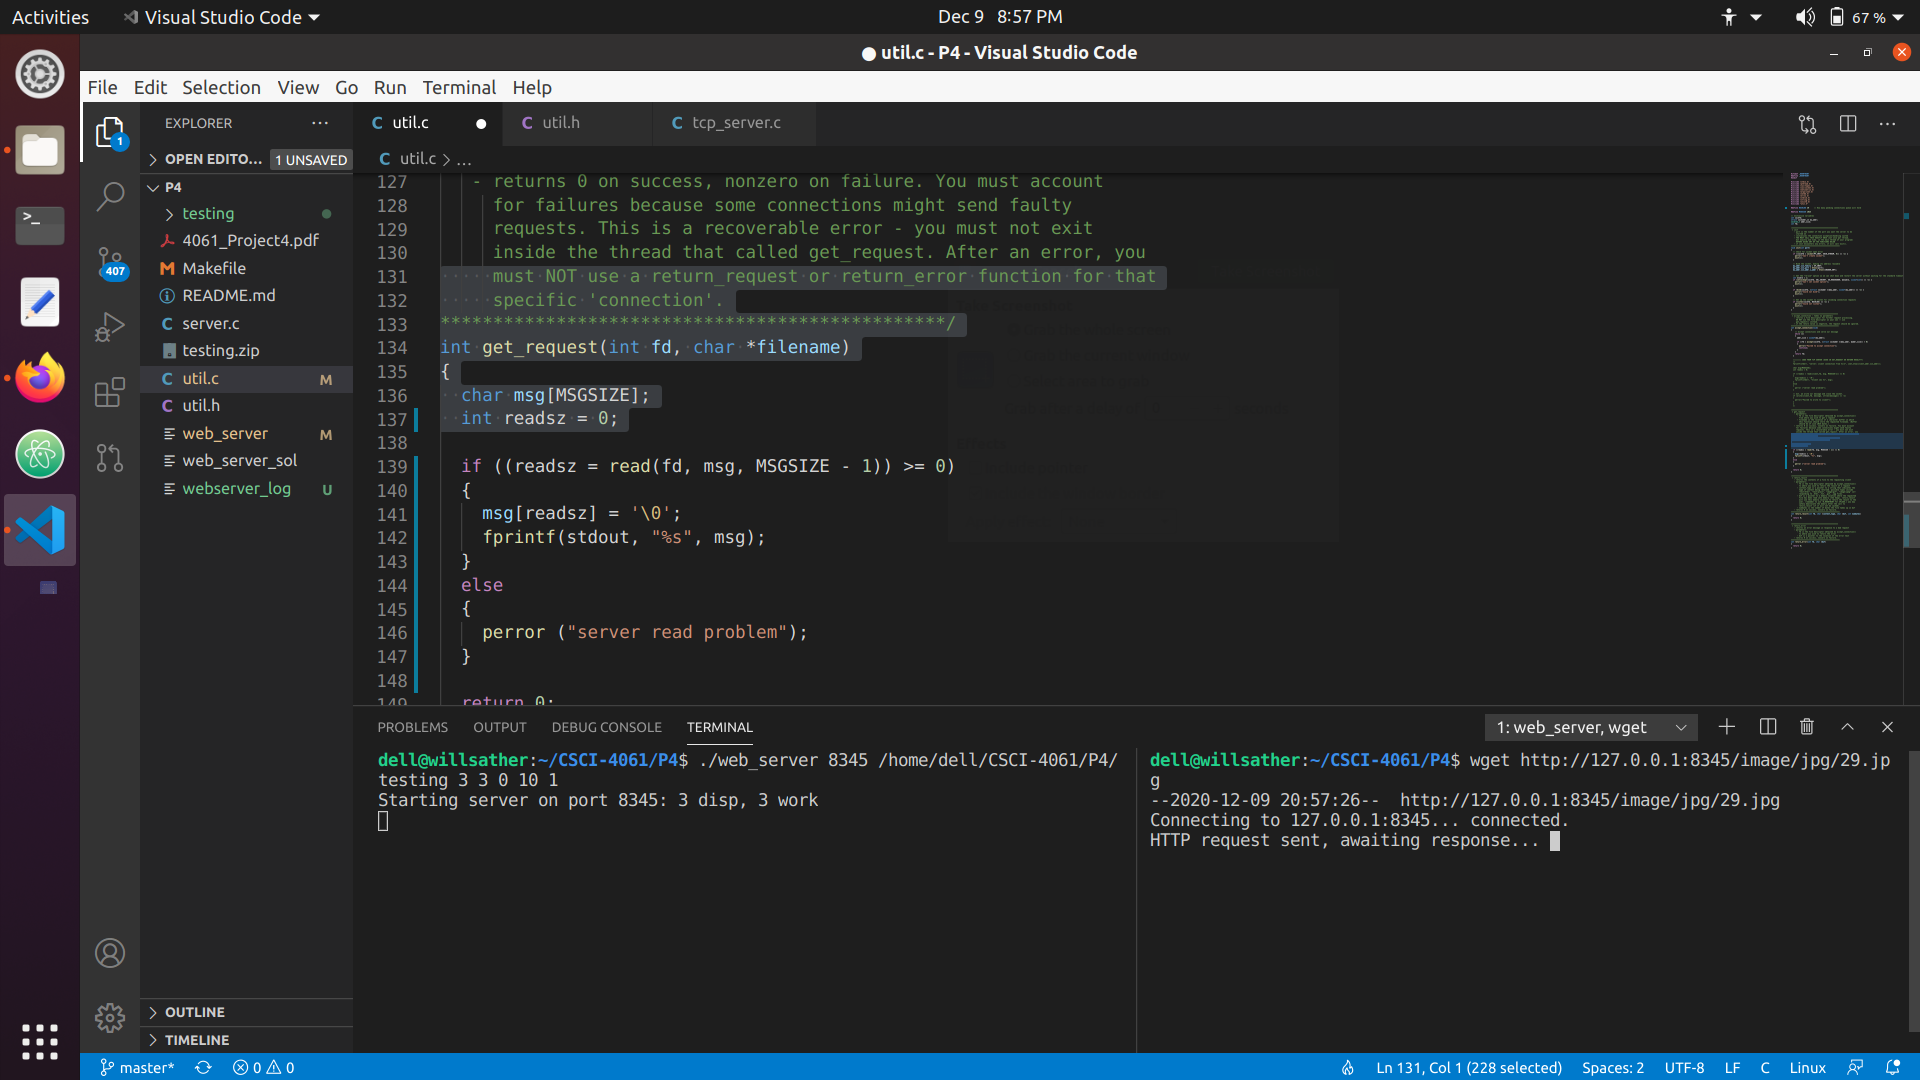 Activities
Visual Studio Code
Dec 9 8:57 PM
67 %
● util.c - P4 - Visual Studio Code
File Edit Selection View Go Run Terminal Help
EXPLORER ...
C util.c ●
C util.h
C tcp_server.c
OPEN EDITO... 1 UNSAVED
C util.c > ...
P4
testing
4061_Project4.pdf
M Makefile
README.md
C server.c
testing.zip
C util.c M
C util.h
web_server M
web_server_sol
webserver_log U
1
407
127 - returns 0 on success, nonzero on failure. You must account
128 for failures because some connections might send faulty
129 requests. This is a recoverable error - you must not exit
130 inside the thread that called get_request. After an error, you
131 must NOT use a return_request or return_error function for that
132 specific 'connection'.
133 ************************************************/
134 int get_request(int fd, char *filename)
135 {
136 char msg[MSGSIZE];
137 int readsz = 0;
138
139 if ((readsz = read(fd, msg, MSGSIZE - 1)) >= 0)
140 {
141 msg[readsz] = '\0';
142 fprintf(stdout, "%s", msg);
143 }
144 else
145 {
146 perror ("server read problem");
147 }
148
149 return 0;
PROBLEMS OUTPUT DEBUG CONSOLE TERMINAL
1: web_server, wget
dell@willsather:~/CSCI-4061/P4$ ./web_server 8345 /home/dell/CSCI-4061/P4/
testing 3 3 0 10 1
Starting server on port 8345: 3 disp, 3 work
dell@willsather:~/CSCI-4061/P4$ wget http://127.0.0.1:8345/image/jpg/29.jp
g
--2020-12-09 20:57:26-- http://127.0.0.1:8345/image/jpg/29.jpg
Connecting to 127.0.0.1:8345... connected.
HTTP request sent, awaiting response...
OUTLINE
TIMELINE
master* 0 0
Ln 131, Col 1 (228 selected) Spaces: 2 UTF-8 LF C Linux